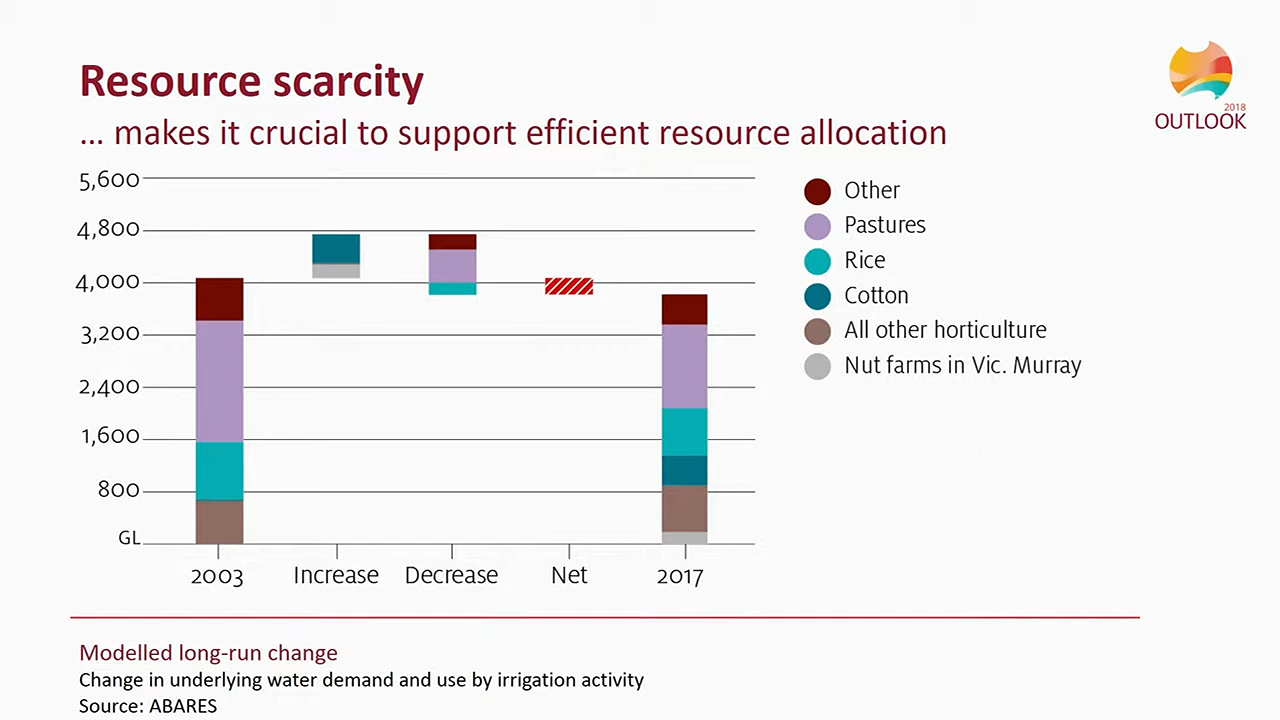 Resource scarcity
... makes it crucial to support efficient resource allocation
2018
OUTLOOK
5,600
4,800
4,000
3,200
2,400
1,600
800
GL
2003 Increase Decrease Net 2017
Other
Pastures
Rice
Cotton
All other horticulture
Nut farms in Vic. Murray
Modelled long-run change
Change in underlying water demand and use by irrigation activity
Source: ABARES